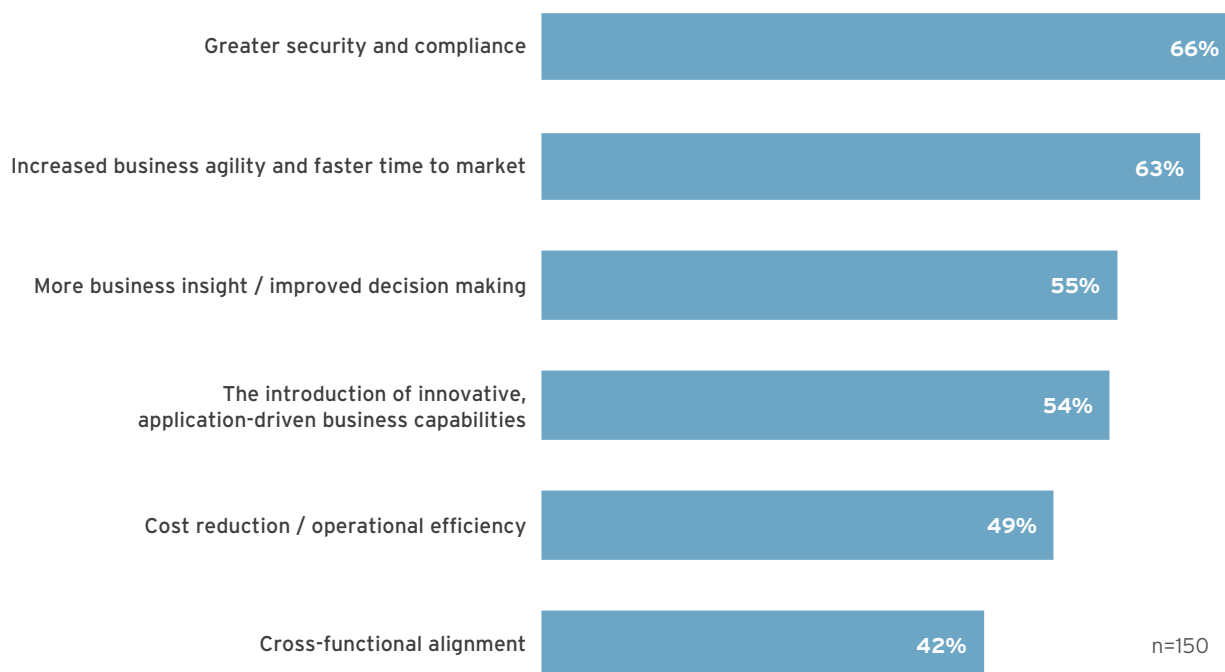 Greater security and compliance
66%
Increased business agility and faster time to market
63%
More business insight / improved decision making
55%
The introduction of innovative,
application-driven business capabilities
54%
Cost reduction / operational efficiency
49%
Cross-functional alignment
42%
n=150